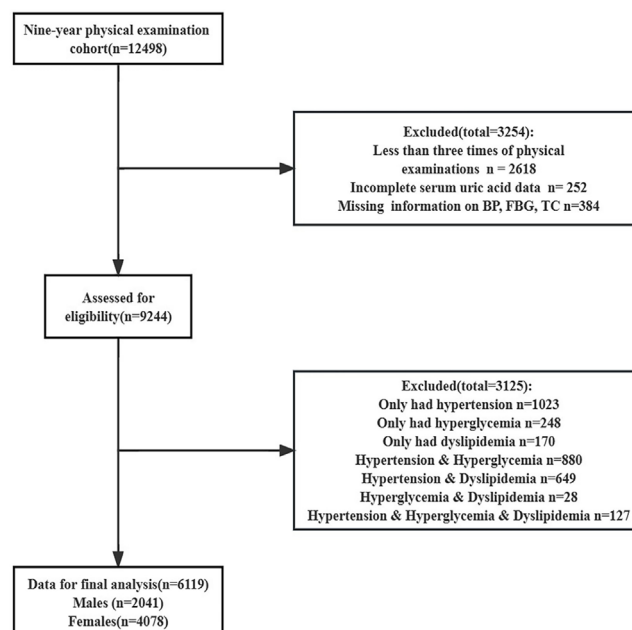 Nine-year physical examination
cohort(n=12498)
Excluded(total=3254):
Less than three times of physical
examinations n = 2618
Incomplete serum uric acid data n= 252
Missing information on BP, FBG, TC n=384
Assessed for
eligibility(n=9244)
Excluded(total=3125):
Only had hypertension n=1023
Only had hyperglycemia n=248
Only had dyslipidemia n=170
Hypertension & Hyperglycemia n=880
Hypertension & Dyslipidemia n=649
Hyperglycemia & Dyslipidemia n=28
Hypertension & Hyperglycemia & Dyslipidemia n=127
Data for final analysis(n=6119)
Males (n=2041)
Females(n=4078)